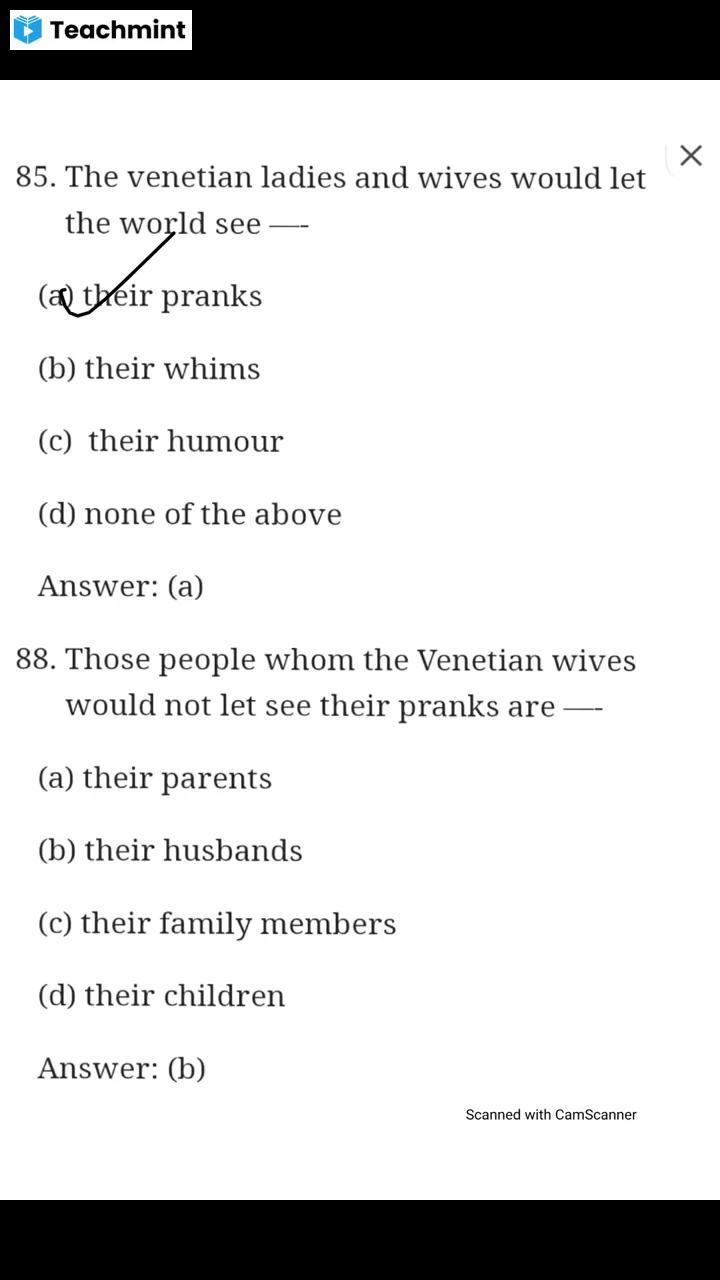 Teachmint
85. The venetian ladies and wives would let
the world see —-
(a) their pranks
(b) their whims
(c) their humour
(d) none of the above
Answer: (a)
88. Those people whom the Venetian wives
would not let see their pranks are —-
(a) their parents
(b) their husbands
(c) their family members
(d) their children
Answer: (b)
Scanned with CamScanner